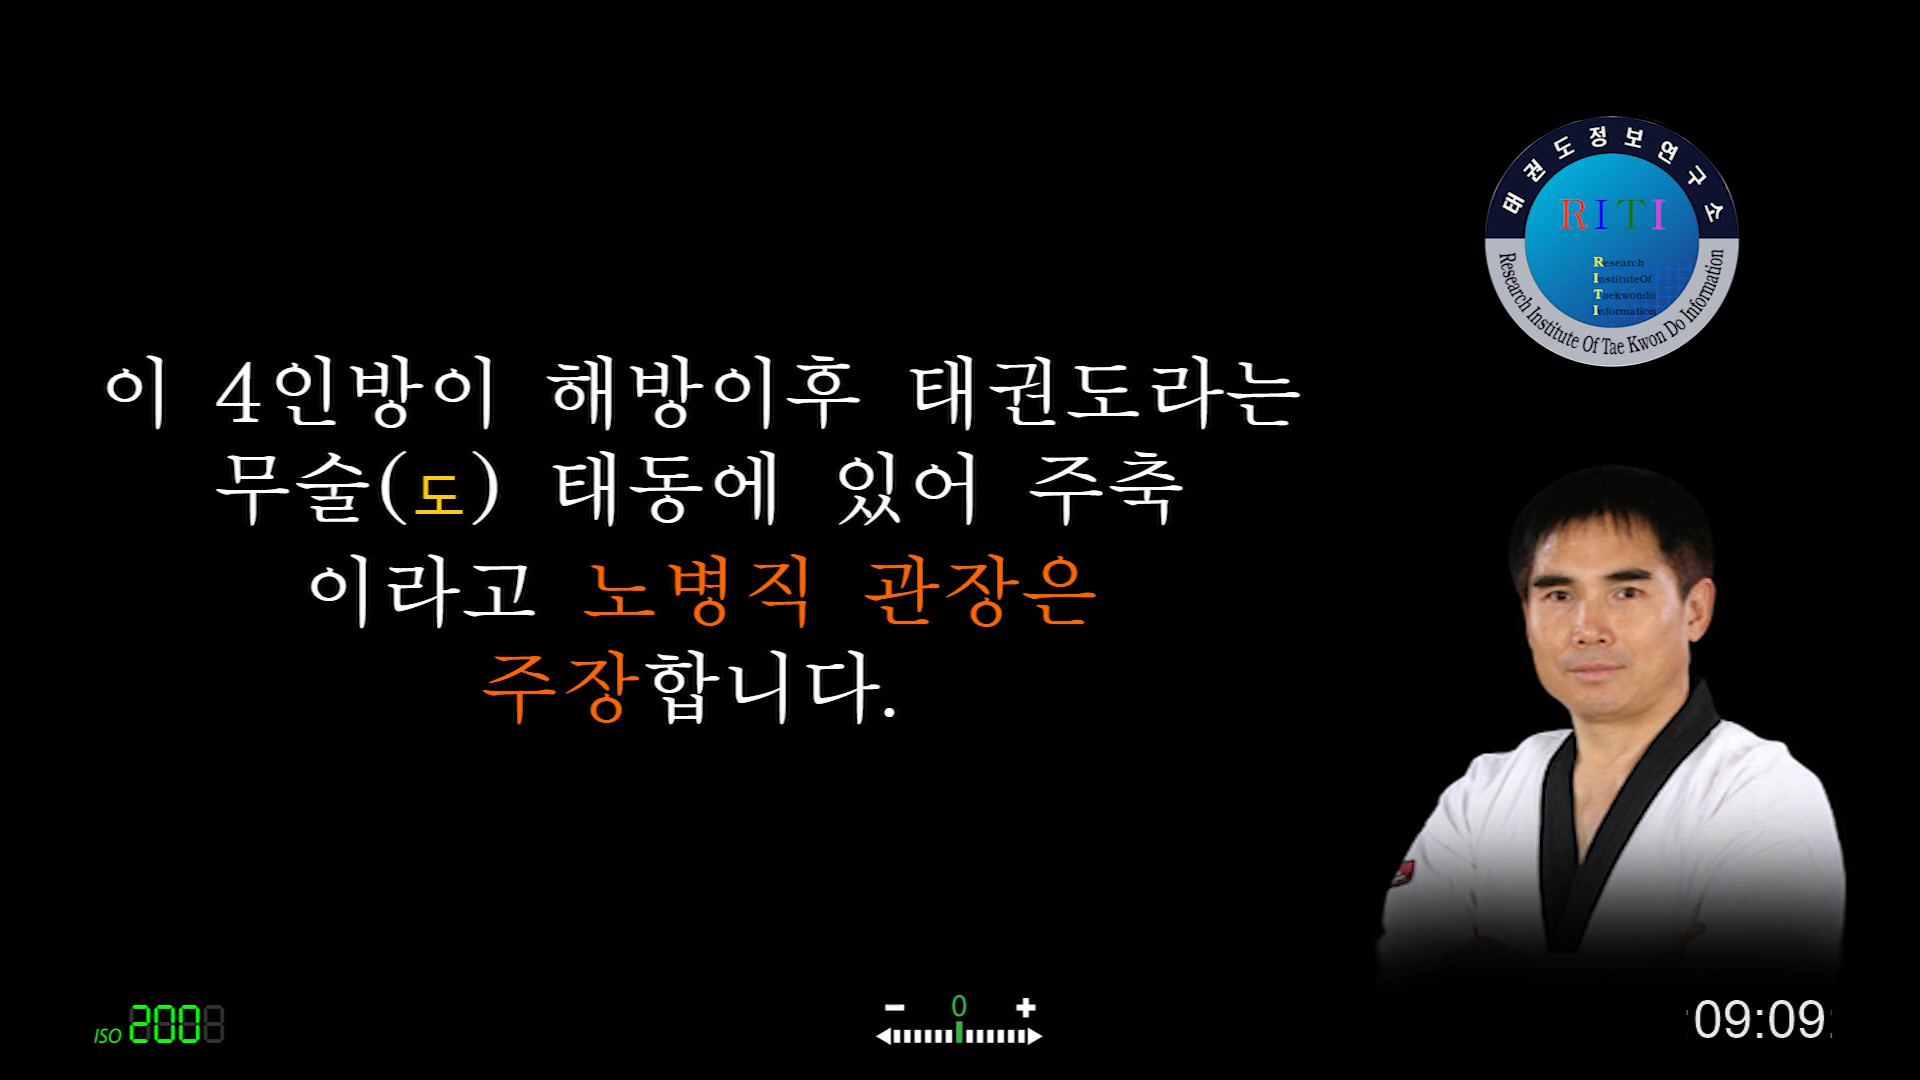 태권도정보연구소
RITI
Research
InstituteOf
Taekwondo
Information
Research Institute Of Tae Kwon Do Information
이 4인방이 해방이후 태권도라는
무술(도) 태동에 있어 주축
이라고 노병직 관장은
주장합니다.
ISO 200
- 0 +
09:09